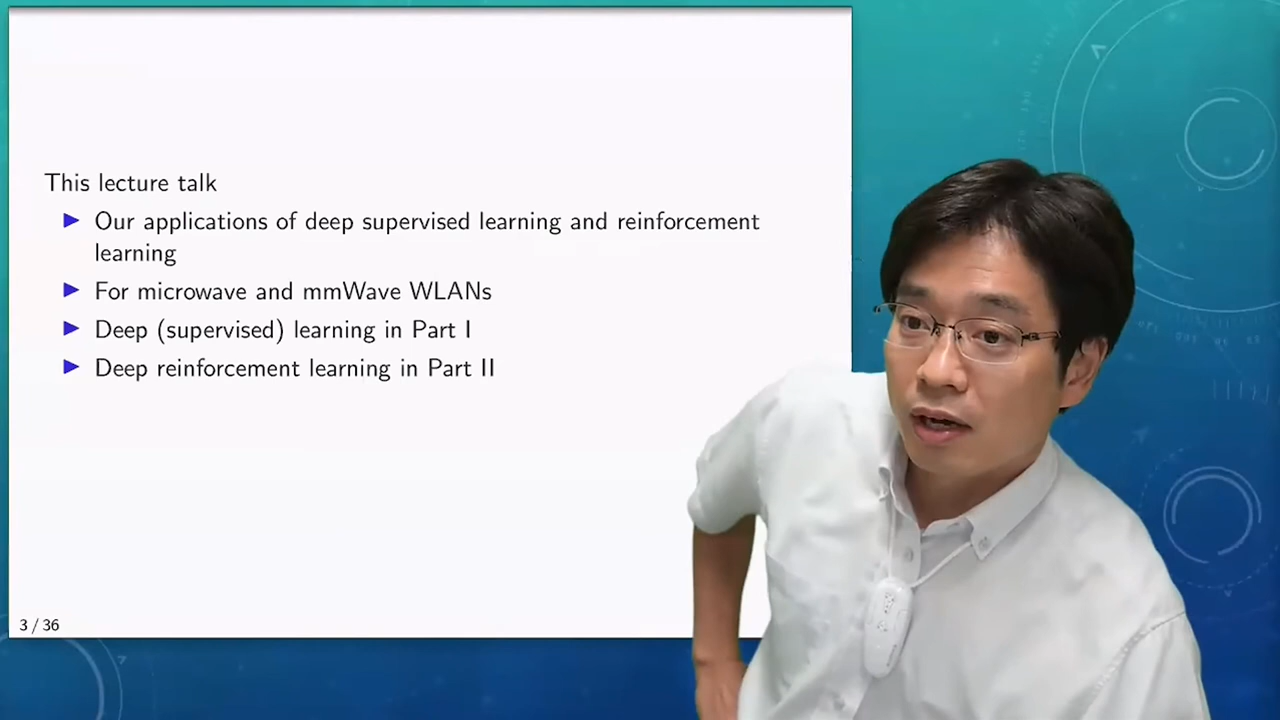 This lecture talk
▶ Our applications of deep supervised learning and reinforcement
learning
▶ For microwave and mmWave WLANs
▶ Deep (supervised) learning in Part I
▶ Deep reinforcement learning in Part II
3 / 36